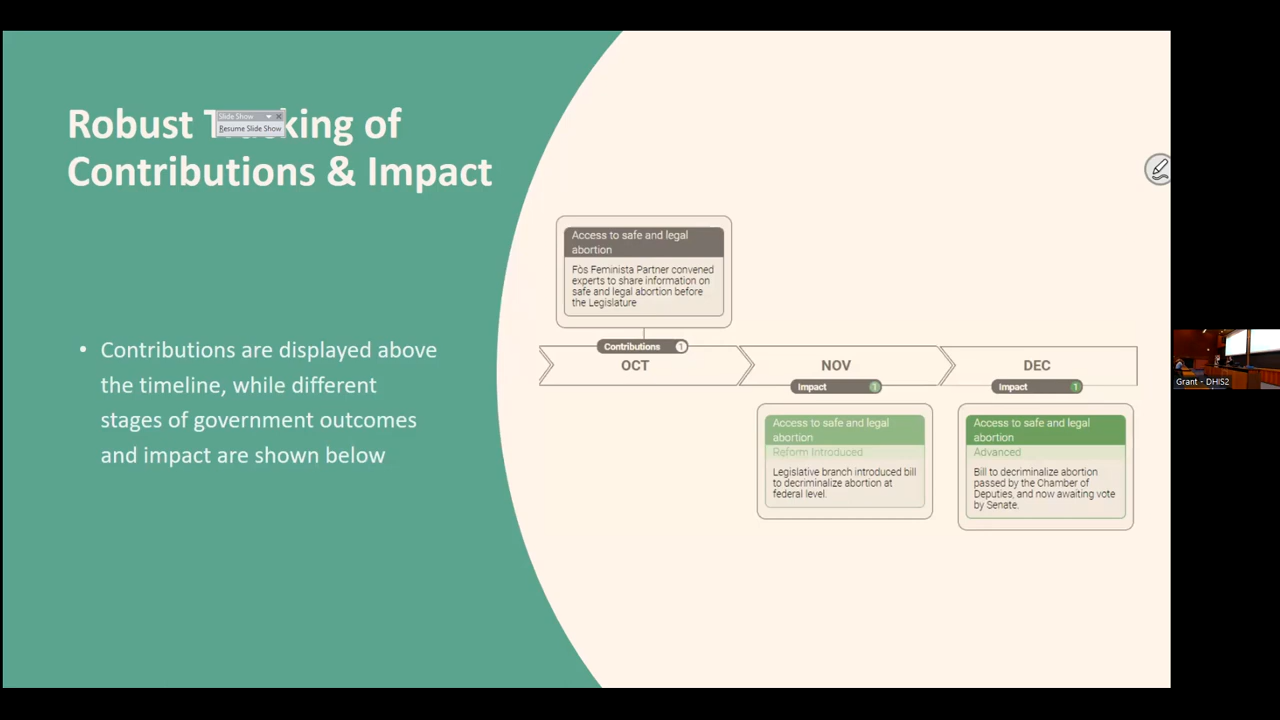 Robust Tracking of
Contributions & Impact
Slide Show
Resume Slide Show
• Contributions are displayed above
the timeline, while different
stages of government outcomes
and impact are shown below
Access to safe and legal
abortion
Fòs Feminista Partner convened
experts to share information on
safe and legal abortion before
the Legislature
Contributions 1
OCT
NOV
DEC
Impact 1
Access to safe and legal
abortion
Reform Introduced
Legislative branch introduced bill
to decriminalize abortion at
federal level.
Impact 1
Access to safe and legal
abortion
Advanced
Bill to decriminalize abortion
passed by the Chamber of
Deputies, and now awaiting vote
by Senate.
Grant - DHIS2